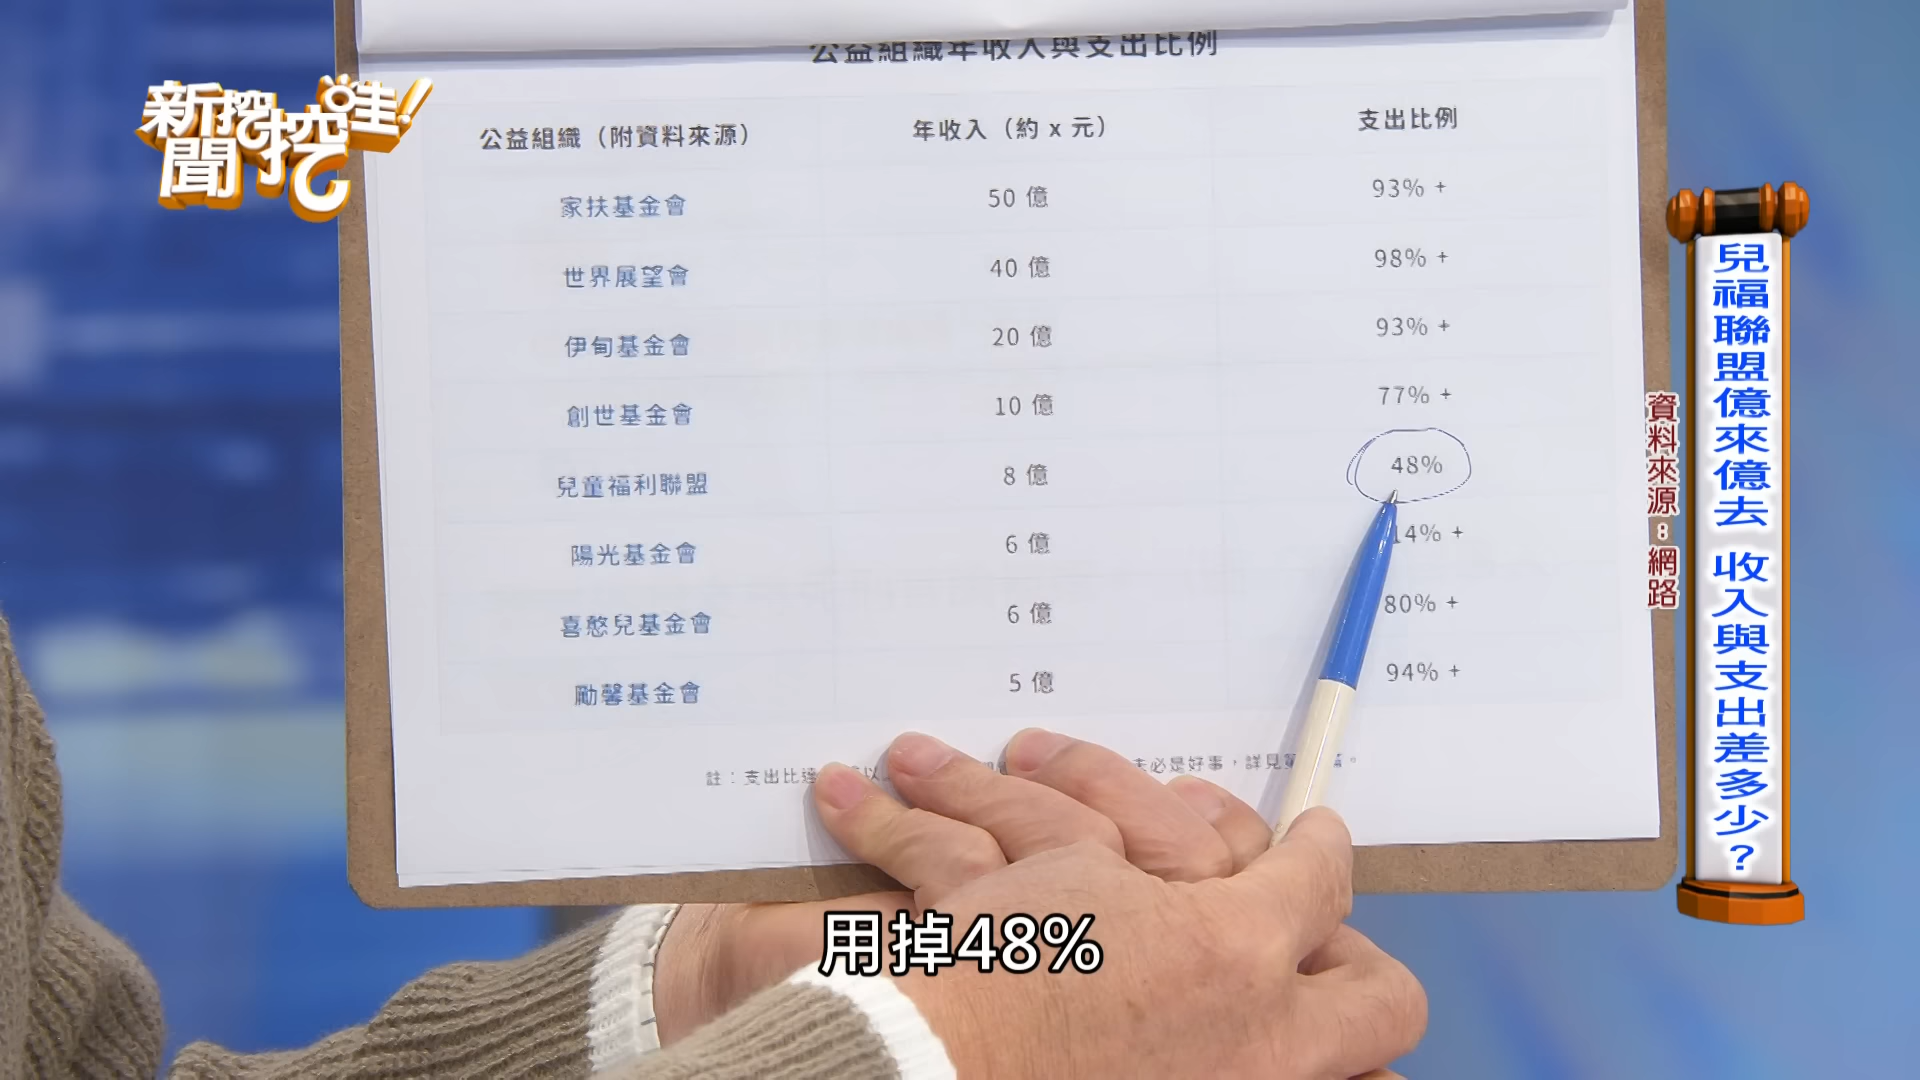 公益組織年收入與支出比例
新聞挖挖哇!
公益組織（附資料來源） 年收入（約 x 元） 支出比例
家扶基金會 50 億 93% +
世界展望會 40 億 98% +
伊甸基金會 20 億 93% +
創世基金會 10 億 77% +
兒童福利聯盟 8 億 48%
陽光基金會 6 億 14% +
喜憨兒基金會 6 億 80% +
勵馨基金會 5 億 94% +
註：支出比達 以 未必是好事，詳見
兒福聯盟億來億去 收入與支出差多少？
資料來源：網路
用掉48%